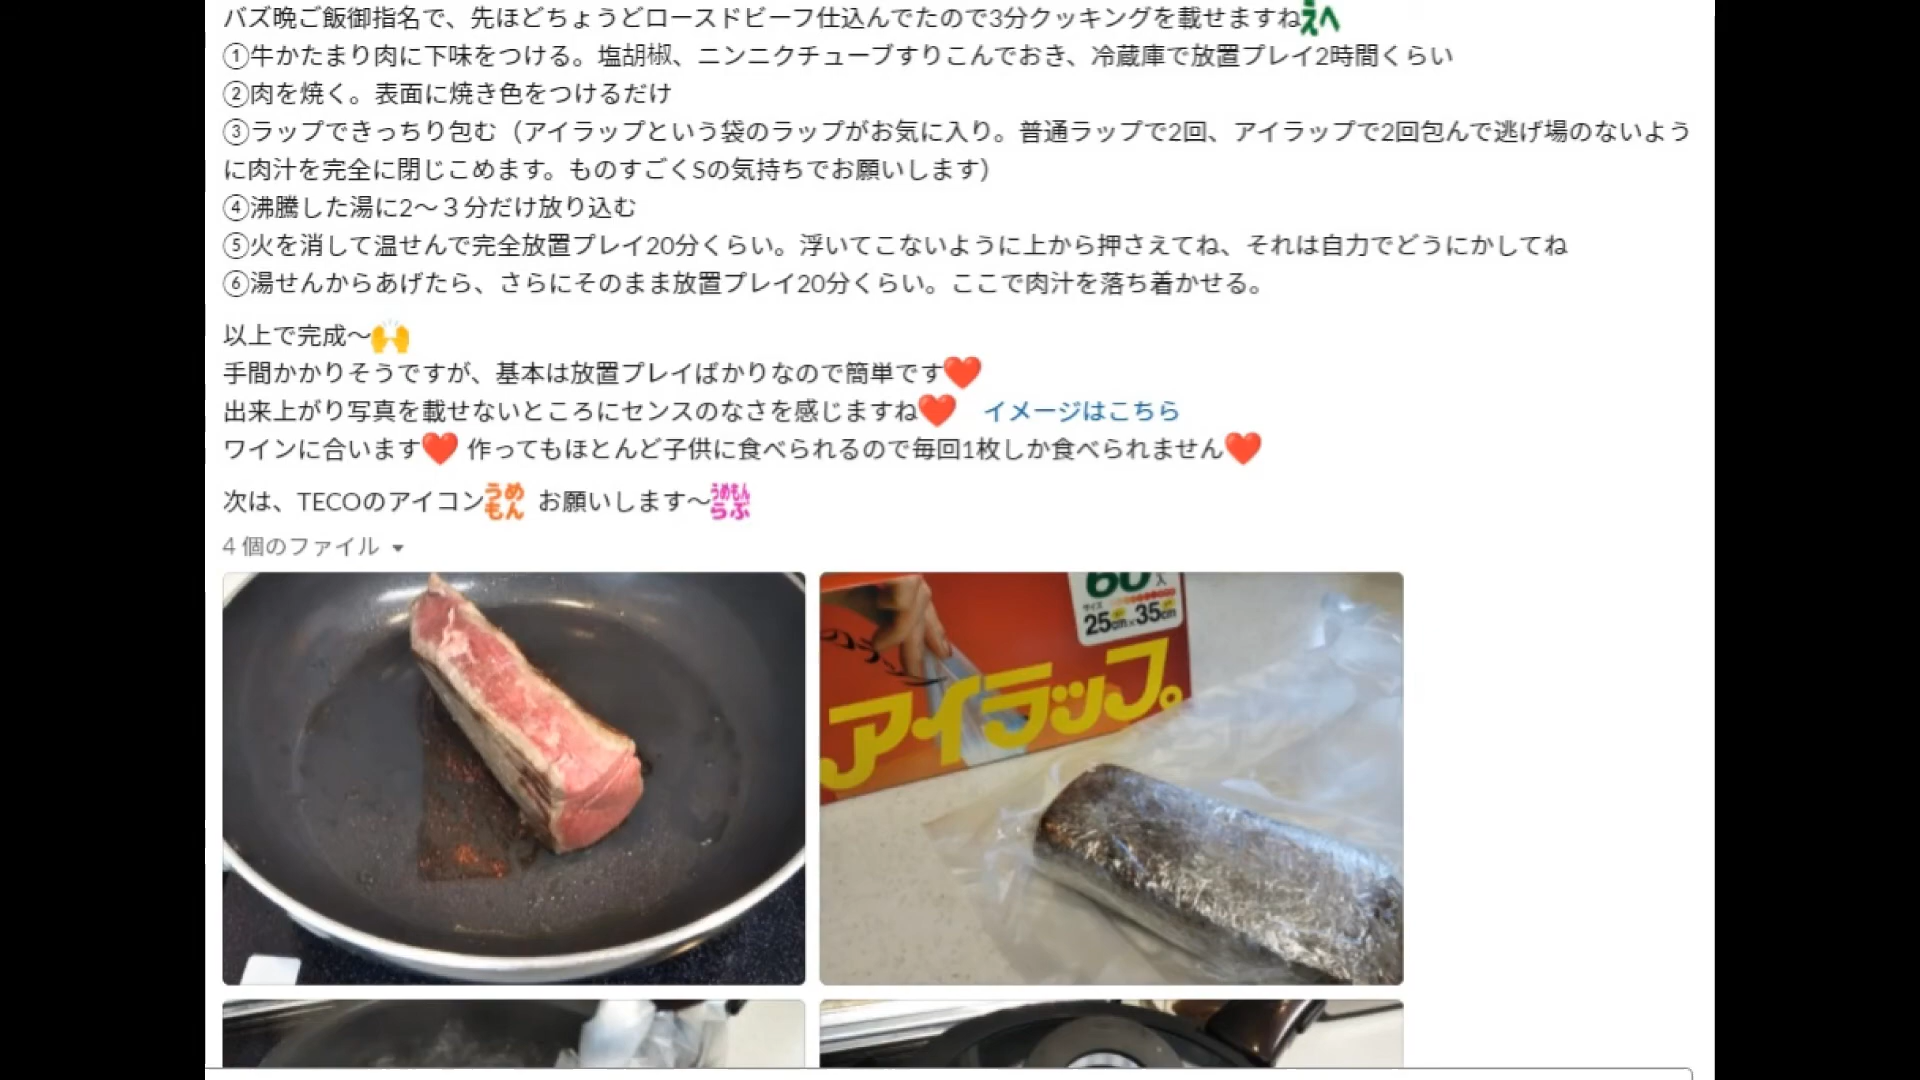 バズ晩ご飯御指名で、先ほどちょうどロースドビーフ仕込んでたので3分クッキングを載せますねえへ
①牛かたまり肉に下味をつける。塩胡椒、ニンニクチューブすりこんでおき、冷蔵庫で放置プレイ2時間くらい
②肉を焼く。表面に焼き色をつけるだけ
③ラップできっちり包む（アイラップという袋のラップがお気に入り。普通ラップで2回、アイラップで2回包んで逃げ場のないよう
に肉汁を完全に閉じこめます。ものすごくSの気持ちでお願いします）
④沸騰した湯に2〜３分だけ放り込む
⑤火を消して温せんで完全放置プレイ20分くらい。浮いてこないように上から押さえてね、それは自力でどうにかしてね
⑥湯せんからあげたら、さらにそのまま放置プレイ20分くらい。ここで肉汁を落ち着かせる。
以上で完成〜🙌
手間かかりそうですが、基本は放置プレイばかりなので簡単です❤️
出来上がり写真を載せないところにセンスのなさを感じますね❤️ イメージはこちら
ワインに合います❤️ 作ってもほとんど子供に食べられるので毎回1枚しか食べられません❤️
次は、TECOのアイコンうめもん お願いします〜うめもんらぶ
4 個のファイル
60入
サイズ
25cm×35cm
アイラップ。